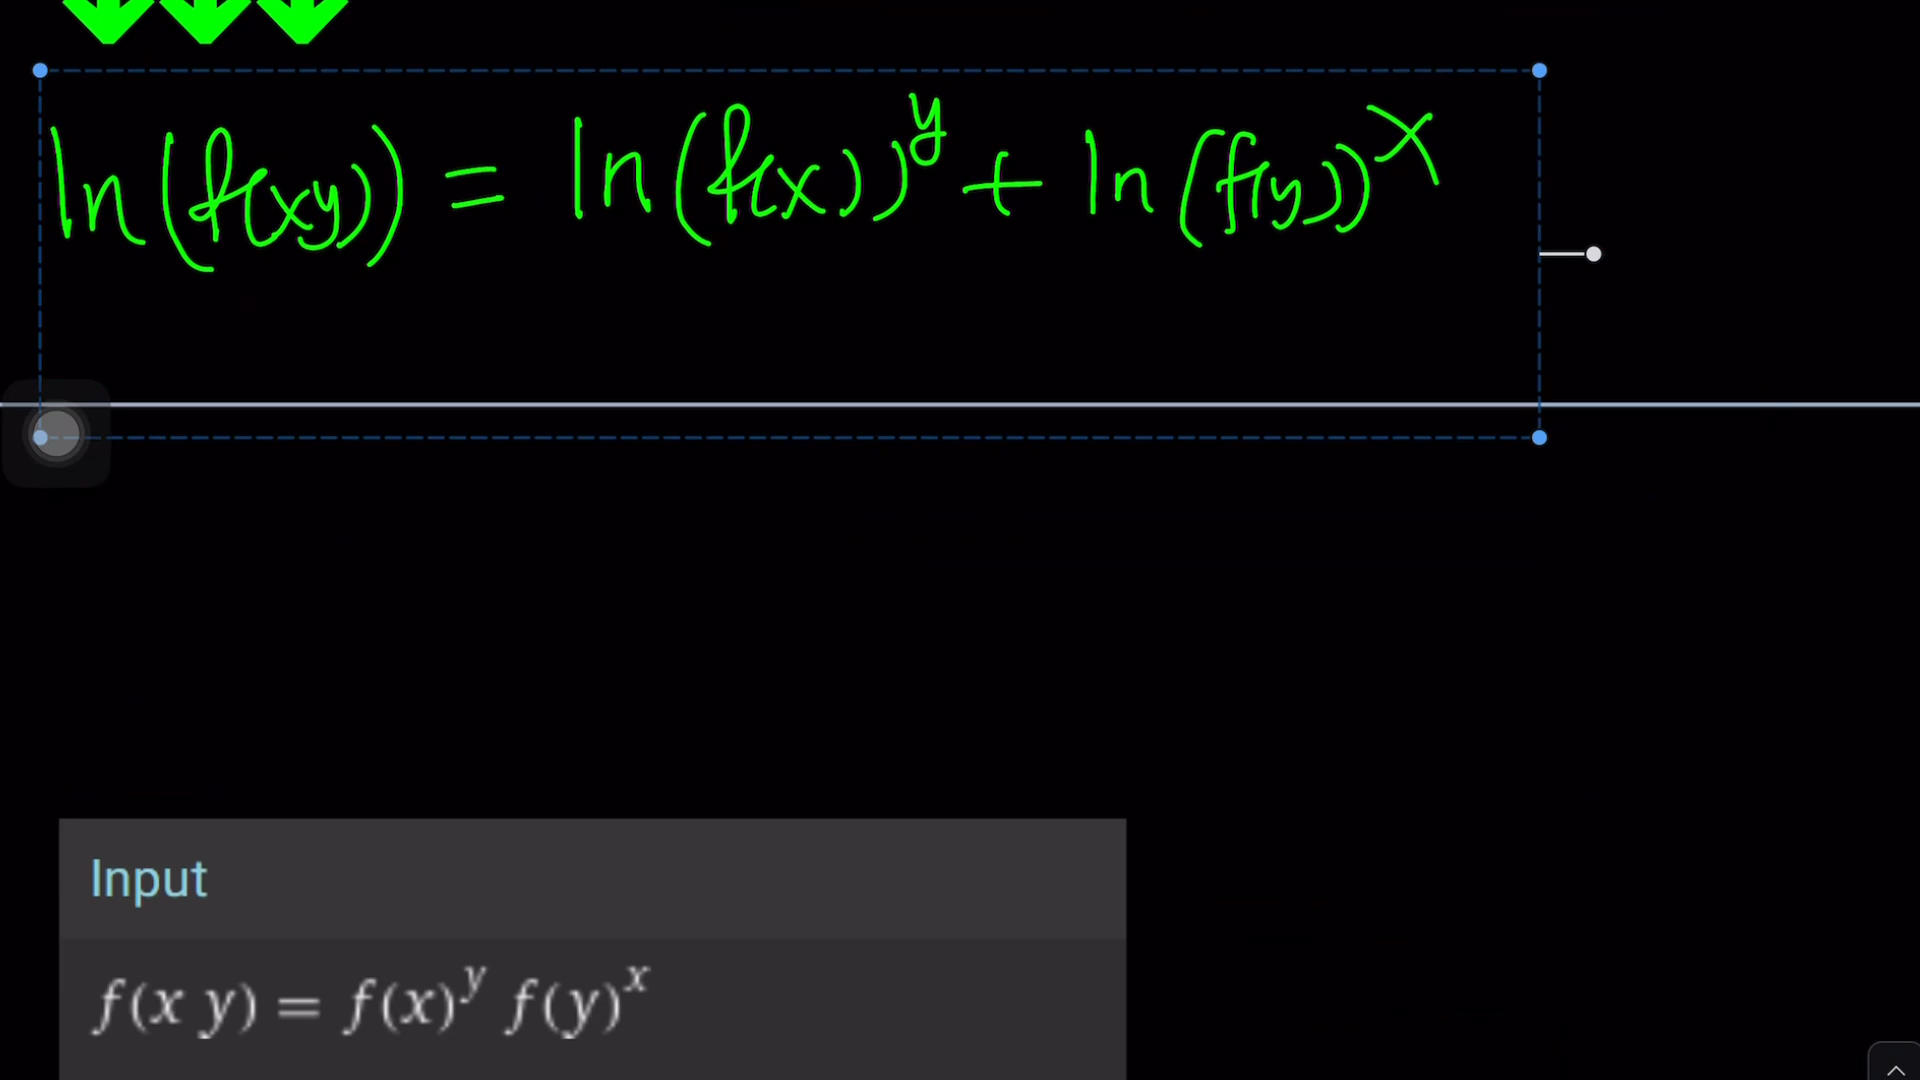 ln(f(xy)) = ln(f(x))^y + ln(f(y))^x
Input
f(x y) = f(x)^y f(y)^x